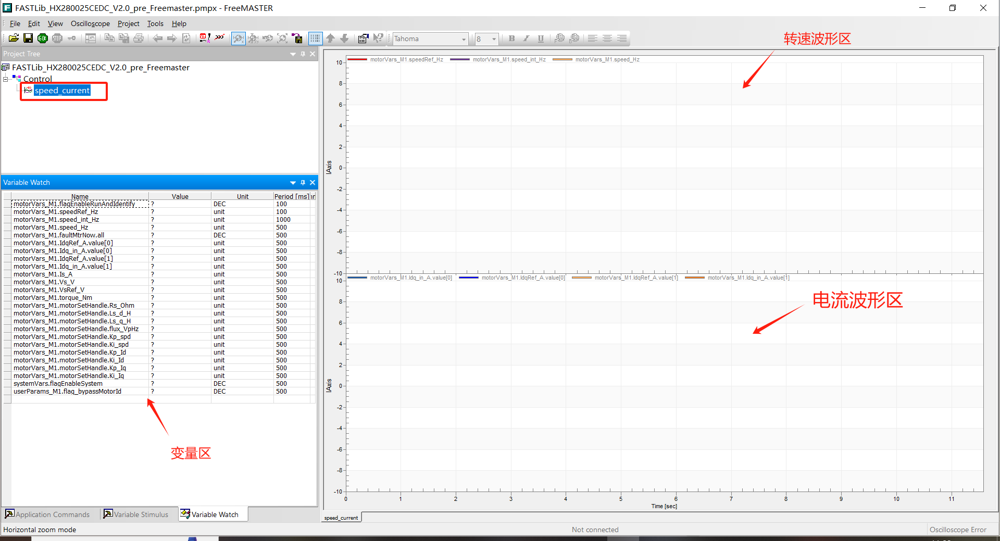 FASTLib_HX280025CEDC_V2.0_pre_Freemaster.pmpx - FreeMASTER
File Edit View Oscilloscope Project Tools Help
GO! STOP Tahoma 8 B I U
转速波形区
Project Tree
FASTLib_HX280025CEDC_V2.0_pre_Freemaster
Control
speed_current
Variable Watch
Name Value Unit Period [ms]
motorVars_M1.flagEnableRunAndIdentify ? DEC 100
motorVars_M1.speedRef_Hz ? unit 100
motorVars_M1.speed_int_Hz ? unit 1000
motorVars_M1.speed_Hz ? unit 500
motorVars_M1.faultMtrNow.all ? DEC 500
motorVars_M1.IdqRef_A.value[0] ? unit 500
motorVars_M1.Idq_in_A.value[0] ? unit 500
motorVars_M1.IdqRef_A.value[1] ? unit 500
motorVars_M1.Idq_in_A.value[1] ? unit 500
motorVars_M1.Is_A ? unit 500
motorVars_M1.Vs_V ? unit 500
motorVars_M1.VsRef_V ? unit 500
motorVars_M1.torque_Nm ? unit 500
motorVars_M1.motorSetHandle.Rs_Ohm ? unit 500
motorVars_M1.motorSetHandle.Ls_d_H ? unit 500
motorVars_M1.motorSetHandle.Ls_q_H ? unit 500
motorVars_M1.motorSetHandle.flux_VpHz ? unit 500
motorVars_M1.motorSetHandle.Kp_spd ? unit 500
motorVars_M1.motorSetHandle.Ki_spd ? unit 500
motorVars_M1.motorSetHandle.Kp_Id ? unit 500
motorVars_M1.motorSetHandle.Ki_Id ? unit 500
motorVars_M1.motorSetHandle.Kp_Iq ? unit 500
motorVars_M1.motorSetHandle.Ki_Iq ? unit 500
systemVars.flagEnableSystem ? DEC 500
userParams_M1.flag_bypassMotorId ? DEC 500
变量区
Application Commands Variable Stimulus Variable Watch
motorVars_M1.speedRef_Hz motorVars_M1.speed_int_Hz motorVars_M1.speed_Hz
10
8
6
4
2
0
-2
-4
-6
-8
-10
IAxis
motorVars_M1.Idq_in_A.value[0] motorVars_M1.IdqRef_A.value[0] motorVars_M1.IdqRef_A.value[1] motorVars_M1.Idq_in_A.value[1]
电流波形区
10
8
6
4
2
0
-2
-4
-6
-8
-10
IAxis
0 1 2 3 4 5 6 7 8 9 10 11
Time [sec]
speed_current
Horizontal zoom mode Not connected Oscilloscope Error